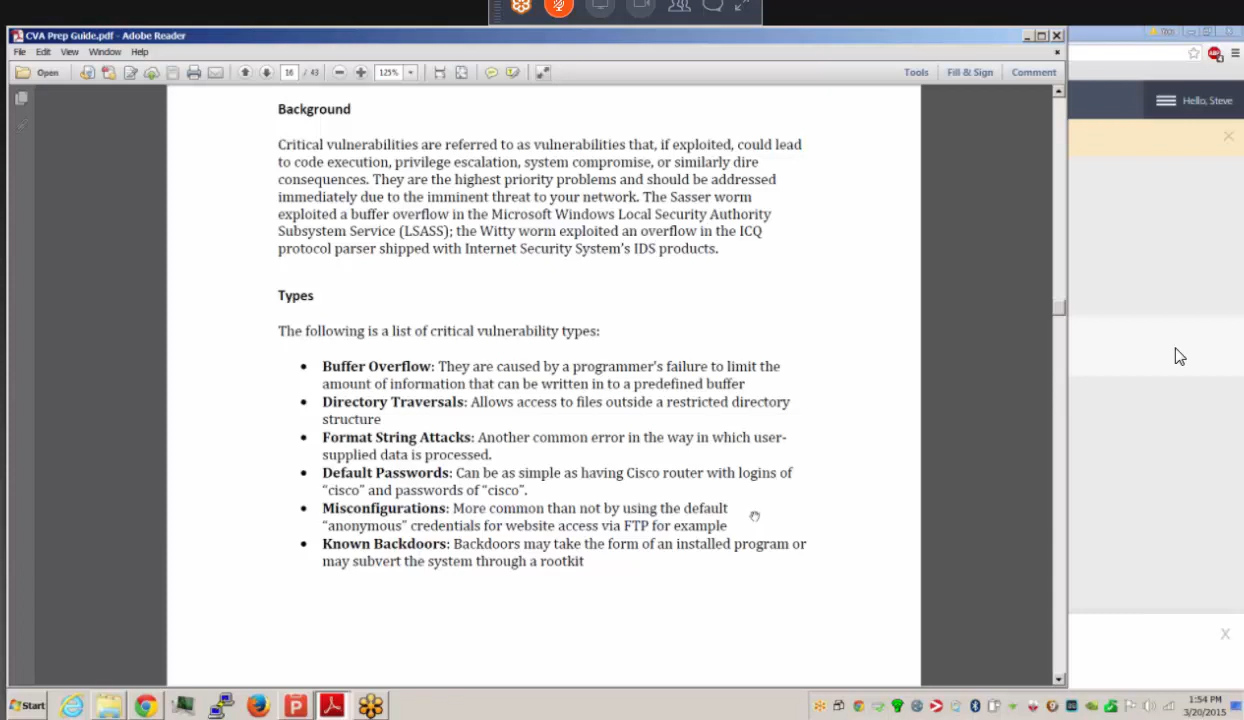 CVA Prep Guide.pdf - Adobe Reader
File Edit View Window Help
Open 16 / 43 125% Tools Fill & Sign Comment
Hello, Steve
Background
Critical vulnerabilities are referred to as vulnerabilities that, if exploited, could lead
to code execution, privilege escalation, system compromise, or similarly dire
consequences. They are the highest priority problems and should be addressed
immediately due to the imminent threat to your network. The Sasser worm
exploited a buffer overflow in the Microsoft Windows Local Security Authority
Subsystem Service (LSASS); the Witty worm exploited an overflow in the ICQ
protocol parser shipped with Internet Security System's IDS products.
Types
The following is a list of critical vulnerability types:
• Buffer Overflow: They are caused by a programmer's failure to limit the
amount of information that can be written in to a predefined buffer
• Directory Traversals: Allows access to files outside a restricted directory
structure
• Format String Attacks: Another common error in the way in which user-
supplied data is processed.
• Default Passwords: Can be as simple as having Cisco router with logins of
"cisco" and passwords of "cisco".
• Misconfigurations: More common than not by using the default
"anonymous" credentials for website access via FTP for example
• Known Backdoors: Backdoors may take the form of an installed program or
may subvert the system through a rootkit
Start
1:54 PM
3/20/2015